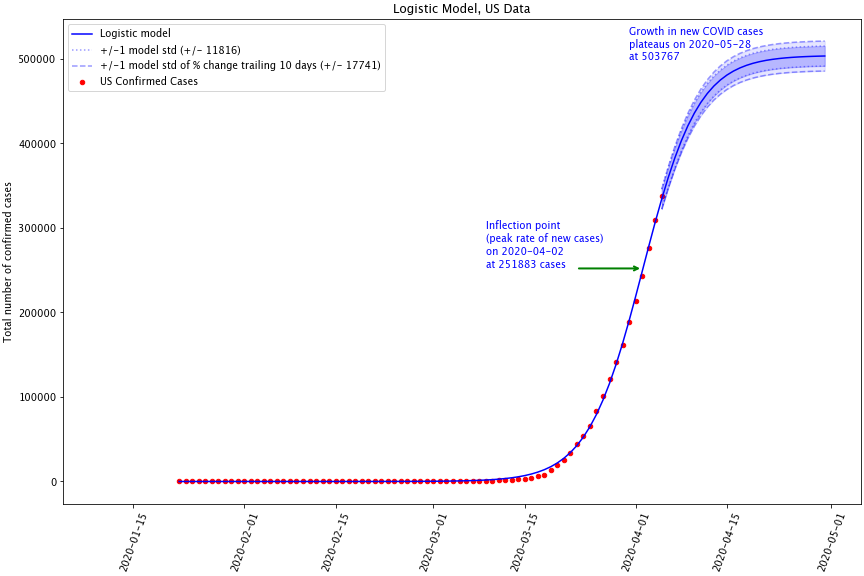 Logistic Model, US Data
Logistic model
+/-1 model std (+/- 11816)
+/-1 model std of % change trailing 10 days (+/- 17741)
US Confirmed Cases
Growth in new COVID cases
plateaus on 2020-05-28
at 503767
Inflection point
(peak rate of new cases)
on 2020-04-02
at 251883 cases
Total number of confirmed cases
500000
400000
300000
200000
100000
0
2020-01-15
2020-02-01
2020-02-15
2020-03-01
2020-03-15
2020-04-01
2020-04-15
2020-05-01